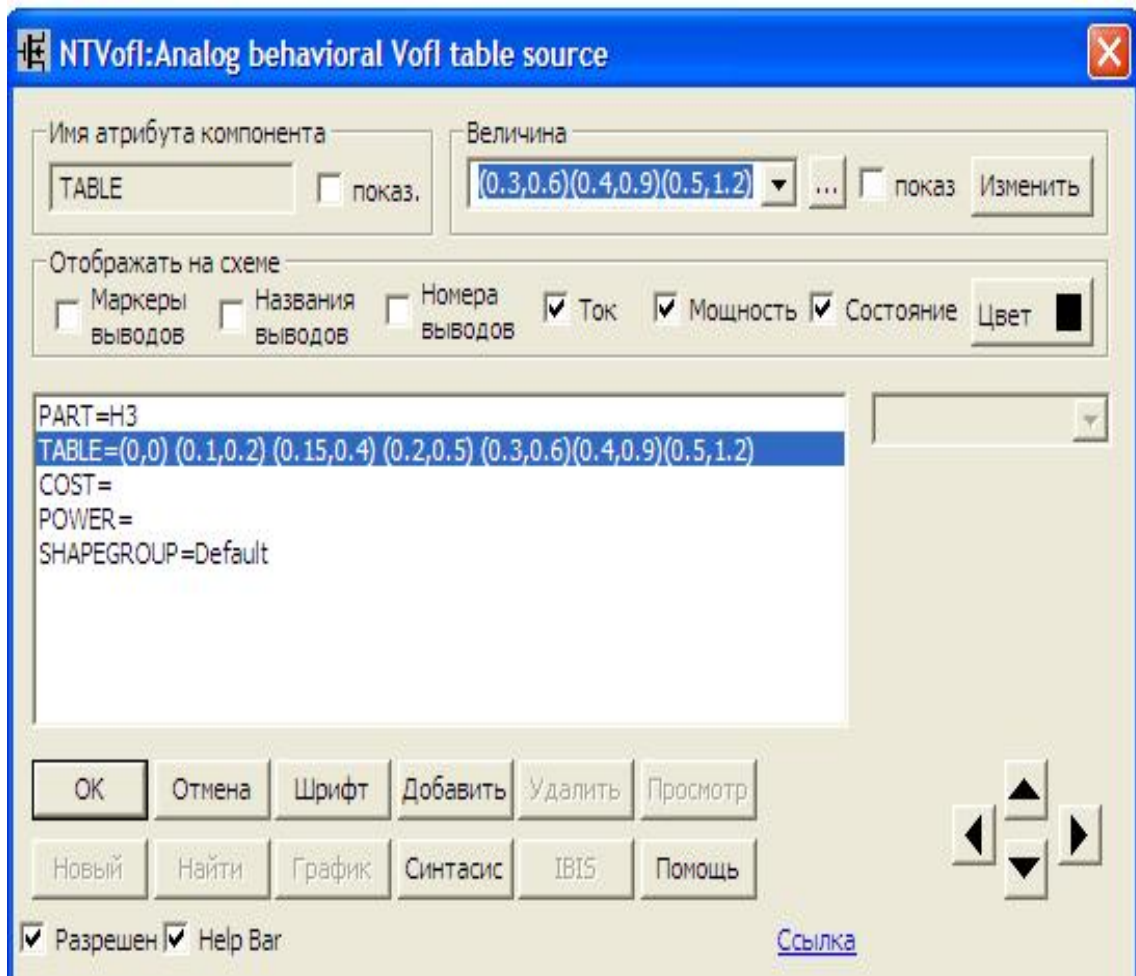 NTVofI:Analog behavioral VofI table source
Имя атрибута компонента
Величина
TABLE
показ.
(0.3,0.6)(0.4,0.9)(0.5,1.2)
...
показ
Изменить
Отображать на схеме
Маркеры выводов
Названия выводов
Номера выводов
Ток
Мощность
Состояние
Цвет
PART=H3
TABLE=(0,0) (0.1,0.2) (0.15,0.4) (0.2,0.5) (0.3,0.6)(0.4,0.9)(0.5,1.2)
COST=
POWER=
SHAPEGROUP=Default
OK Отмена Шрифт Добавить Удалить Просмотр
Новый Найти График Синтасис IBIS Помощь
Разрешен Help Bar Ссылка